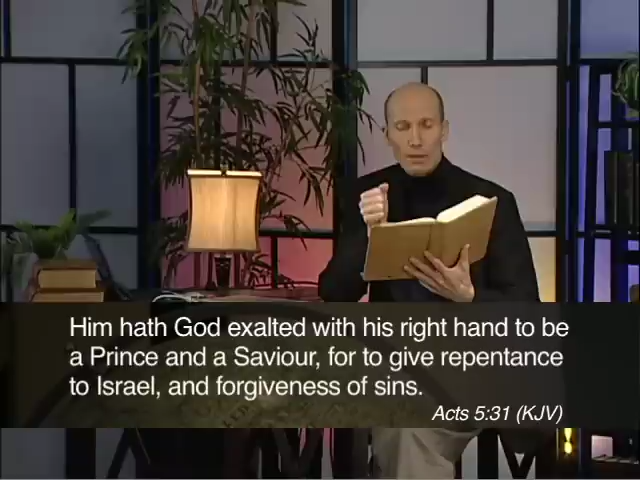 Him hath God exalted with his right hand to be
a Prince and a Saviour, for to give repentance
to Israel, and forgiveness of sins.
Acts 5:31 (KJV)